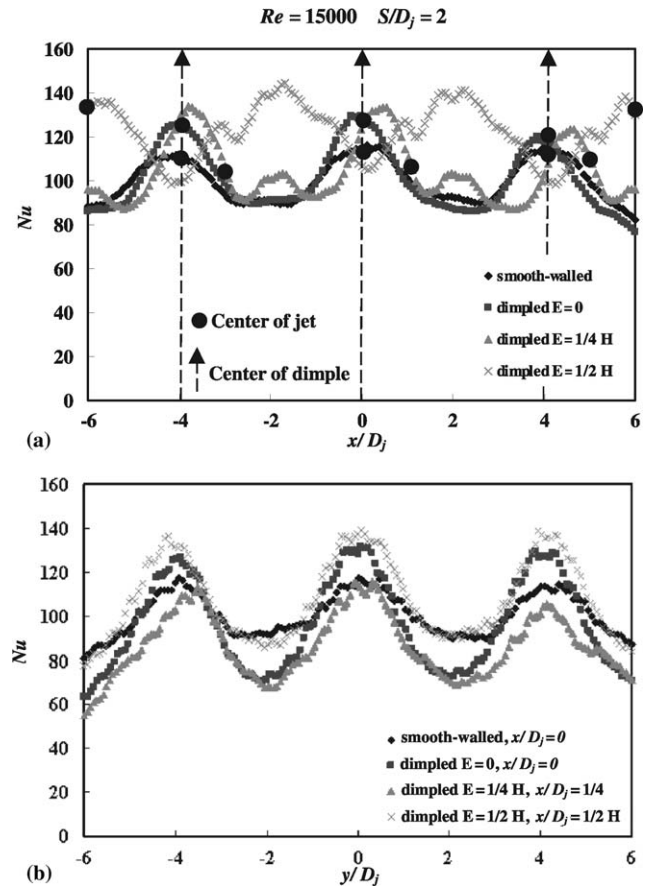 Re = 15000 S/Dj = 2
160
140
120
100
80
60
40
20
0
Nu
-6
-4
-2
0
2
4
6
x/Dj
Center of jet
Center of dimple
smooth-walled
dimpled E = 0
dimpled E = 1/4 H
dimpled E = 1/2 H
(a)
160
140
120
100
80
60
40
20
0
Nu
-6
-4
-2
0
2
4
6
y/Dj
smooth-walled, x/Dj=0
dimpled E = 0, x/Dj=0
dimpled E = 1/4 H, x/Dj = 1/4
dimpled E = 1/2 H, x/Dj = 1/2 H
(b)